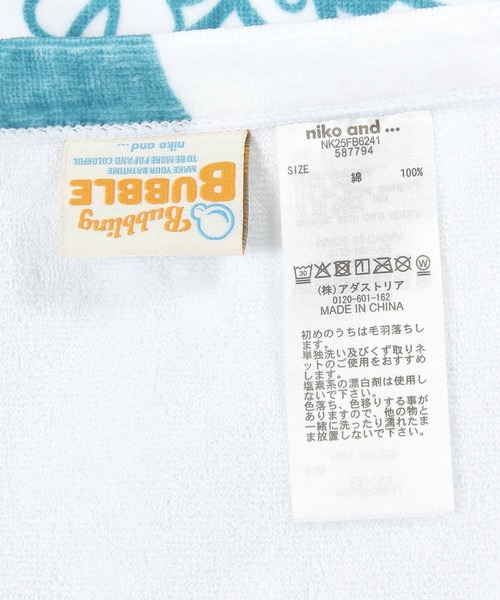 Bubbling
BUBBLE
MAKE YOUR BATHTIME
TO BE MORE POP AND COLORFUL
niko and ...
niko and ...
NK25FB6241
587794
SIZE
綿 100%
30
W
(株)アダストリア
0120-601-162
MADE IN CHINA
初めのうちは毛羽落ちし
ます。
単独洗い及びくず取りネ
ットのご使用をおすすめ
します。
塩素系の漂白剤は使用し
ないで下さい。
色落ち、色移りする事が
ありますので、他の物と
一緒に洗ったり濡れたま
ま放置しないで下さい。